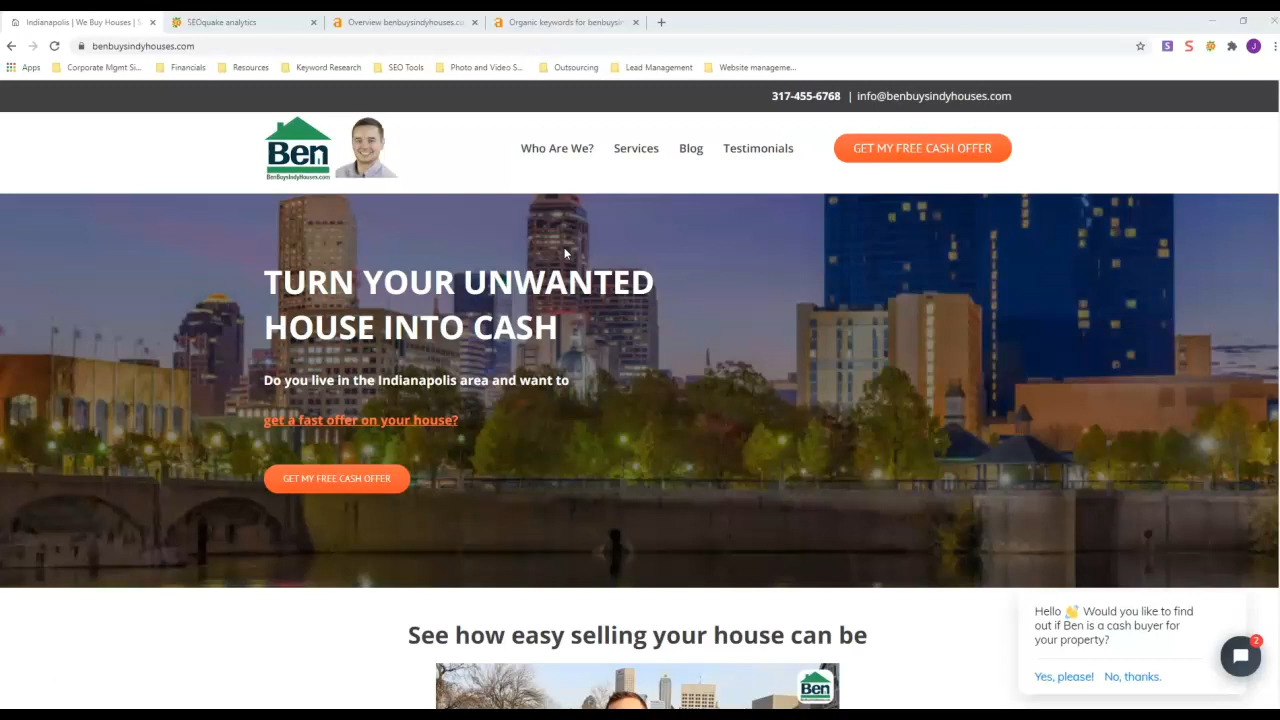 Indianapolis | We Buy Houses | S
SEOquake analytics
Overview benbuysindyhouses.co
Organic keywords for benbuysin
benbuysindyhouses.com
Apps
Corporate Mgmt Si...
Financials
Resources
Keyword Research
SEO Tools
Photo and Video S...
Outsourcing
Lead Management
Website manageme...
317-455-6768 | info@benbuysindyhouses.com
Ben
BenBuysIndyHouses.com
Who Are We?
Services
Blog
Testimonials
GET MY FREE CASH OFFER
TURN YOUR UNWANTED
HOUSE INTO CASH
Do you live in the Indianapolis area and want to
get a fast offer on your house?
GET MY FREE CASH OFFER
See how easy selling your house can be
Ben
Hello 👋 Would you like to find
out if Ben is a cash buyer for
your property?
Yes, please! No, thanks.
2